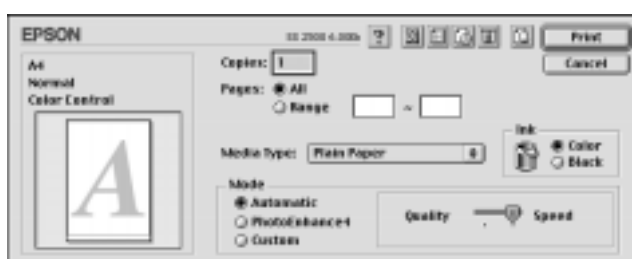 EPSON
Print
Cancel
A4
Normal
Color Control
A
Copies: 1
Pages: All
Range ~
Media Type: Plain Paper
Ink
Color
Black
Mode
Automatic
PhotoEnhance4
Custom
Quality Speed